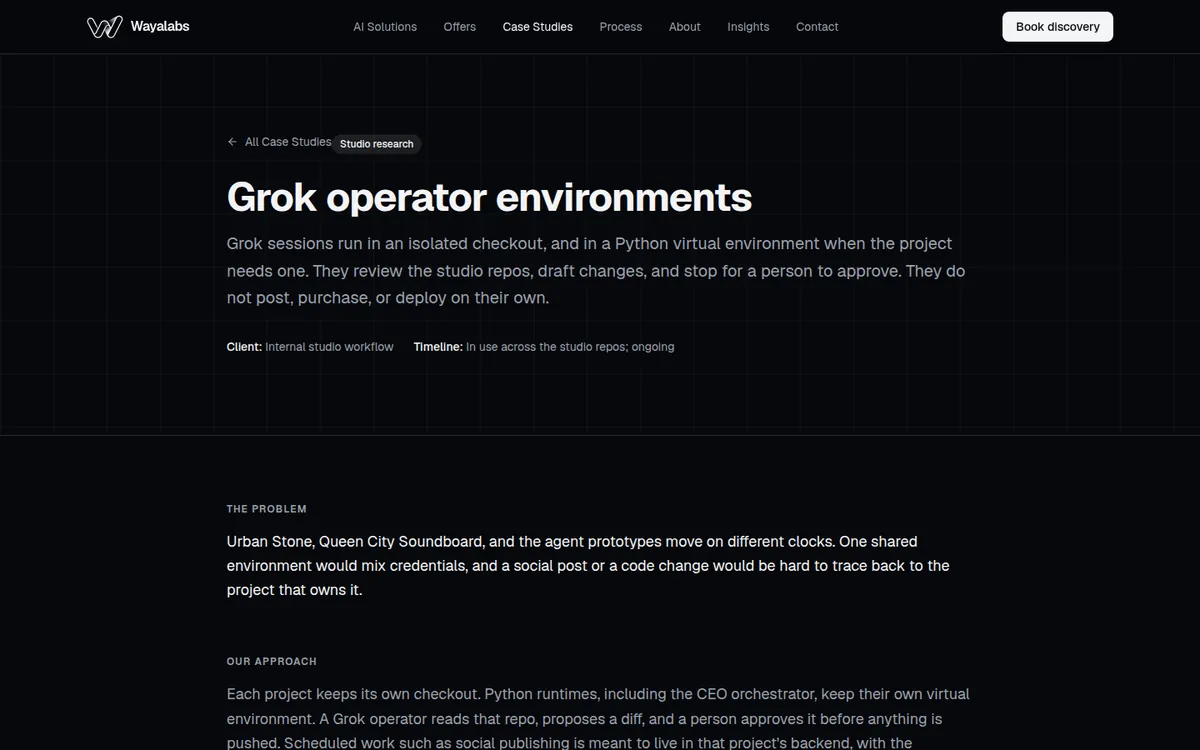 Wayalabs
AI Solutions
Offers
Case Studies
Process
About
Insights
Contact
Book discovery
← All Case Studies
Studio research
Grok operator environments
Grok sessions run in an isolated checkout, and in a Python virtual environment when the project
needs one. They review the studio repos, draft changes, and stop for a person to approve. They do
not post, purchase, or deploy on their own.
Client: Internal studio workflow
Timeline: In use across the studio repos; ongoing
THE PROBLEM
Urban Stone, Queen City Soundboard, and the agent prototypes move on different clocks. One shared
environment would mix credentials, and a social post or a code change would be hard to trace back to the
project that owns it.
OUR APPROACH
Each project keeps its own checkout. Python runtimes, including the CEO orchestrator, keep their own virtual
environment. A Grok operator reads that repo, proposes a diff, and a person approves it before anything is
pushed. Scheduled work such as social publishing is meant to live in that project's backend, with the